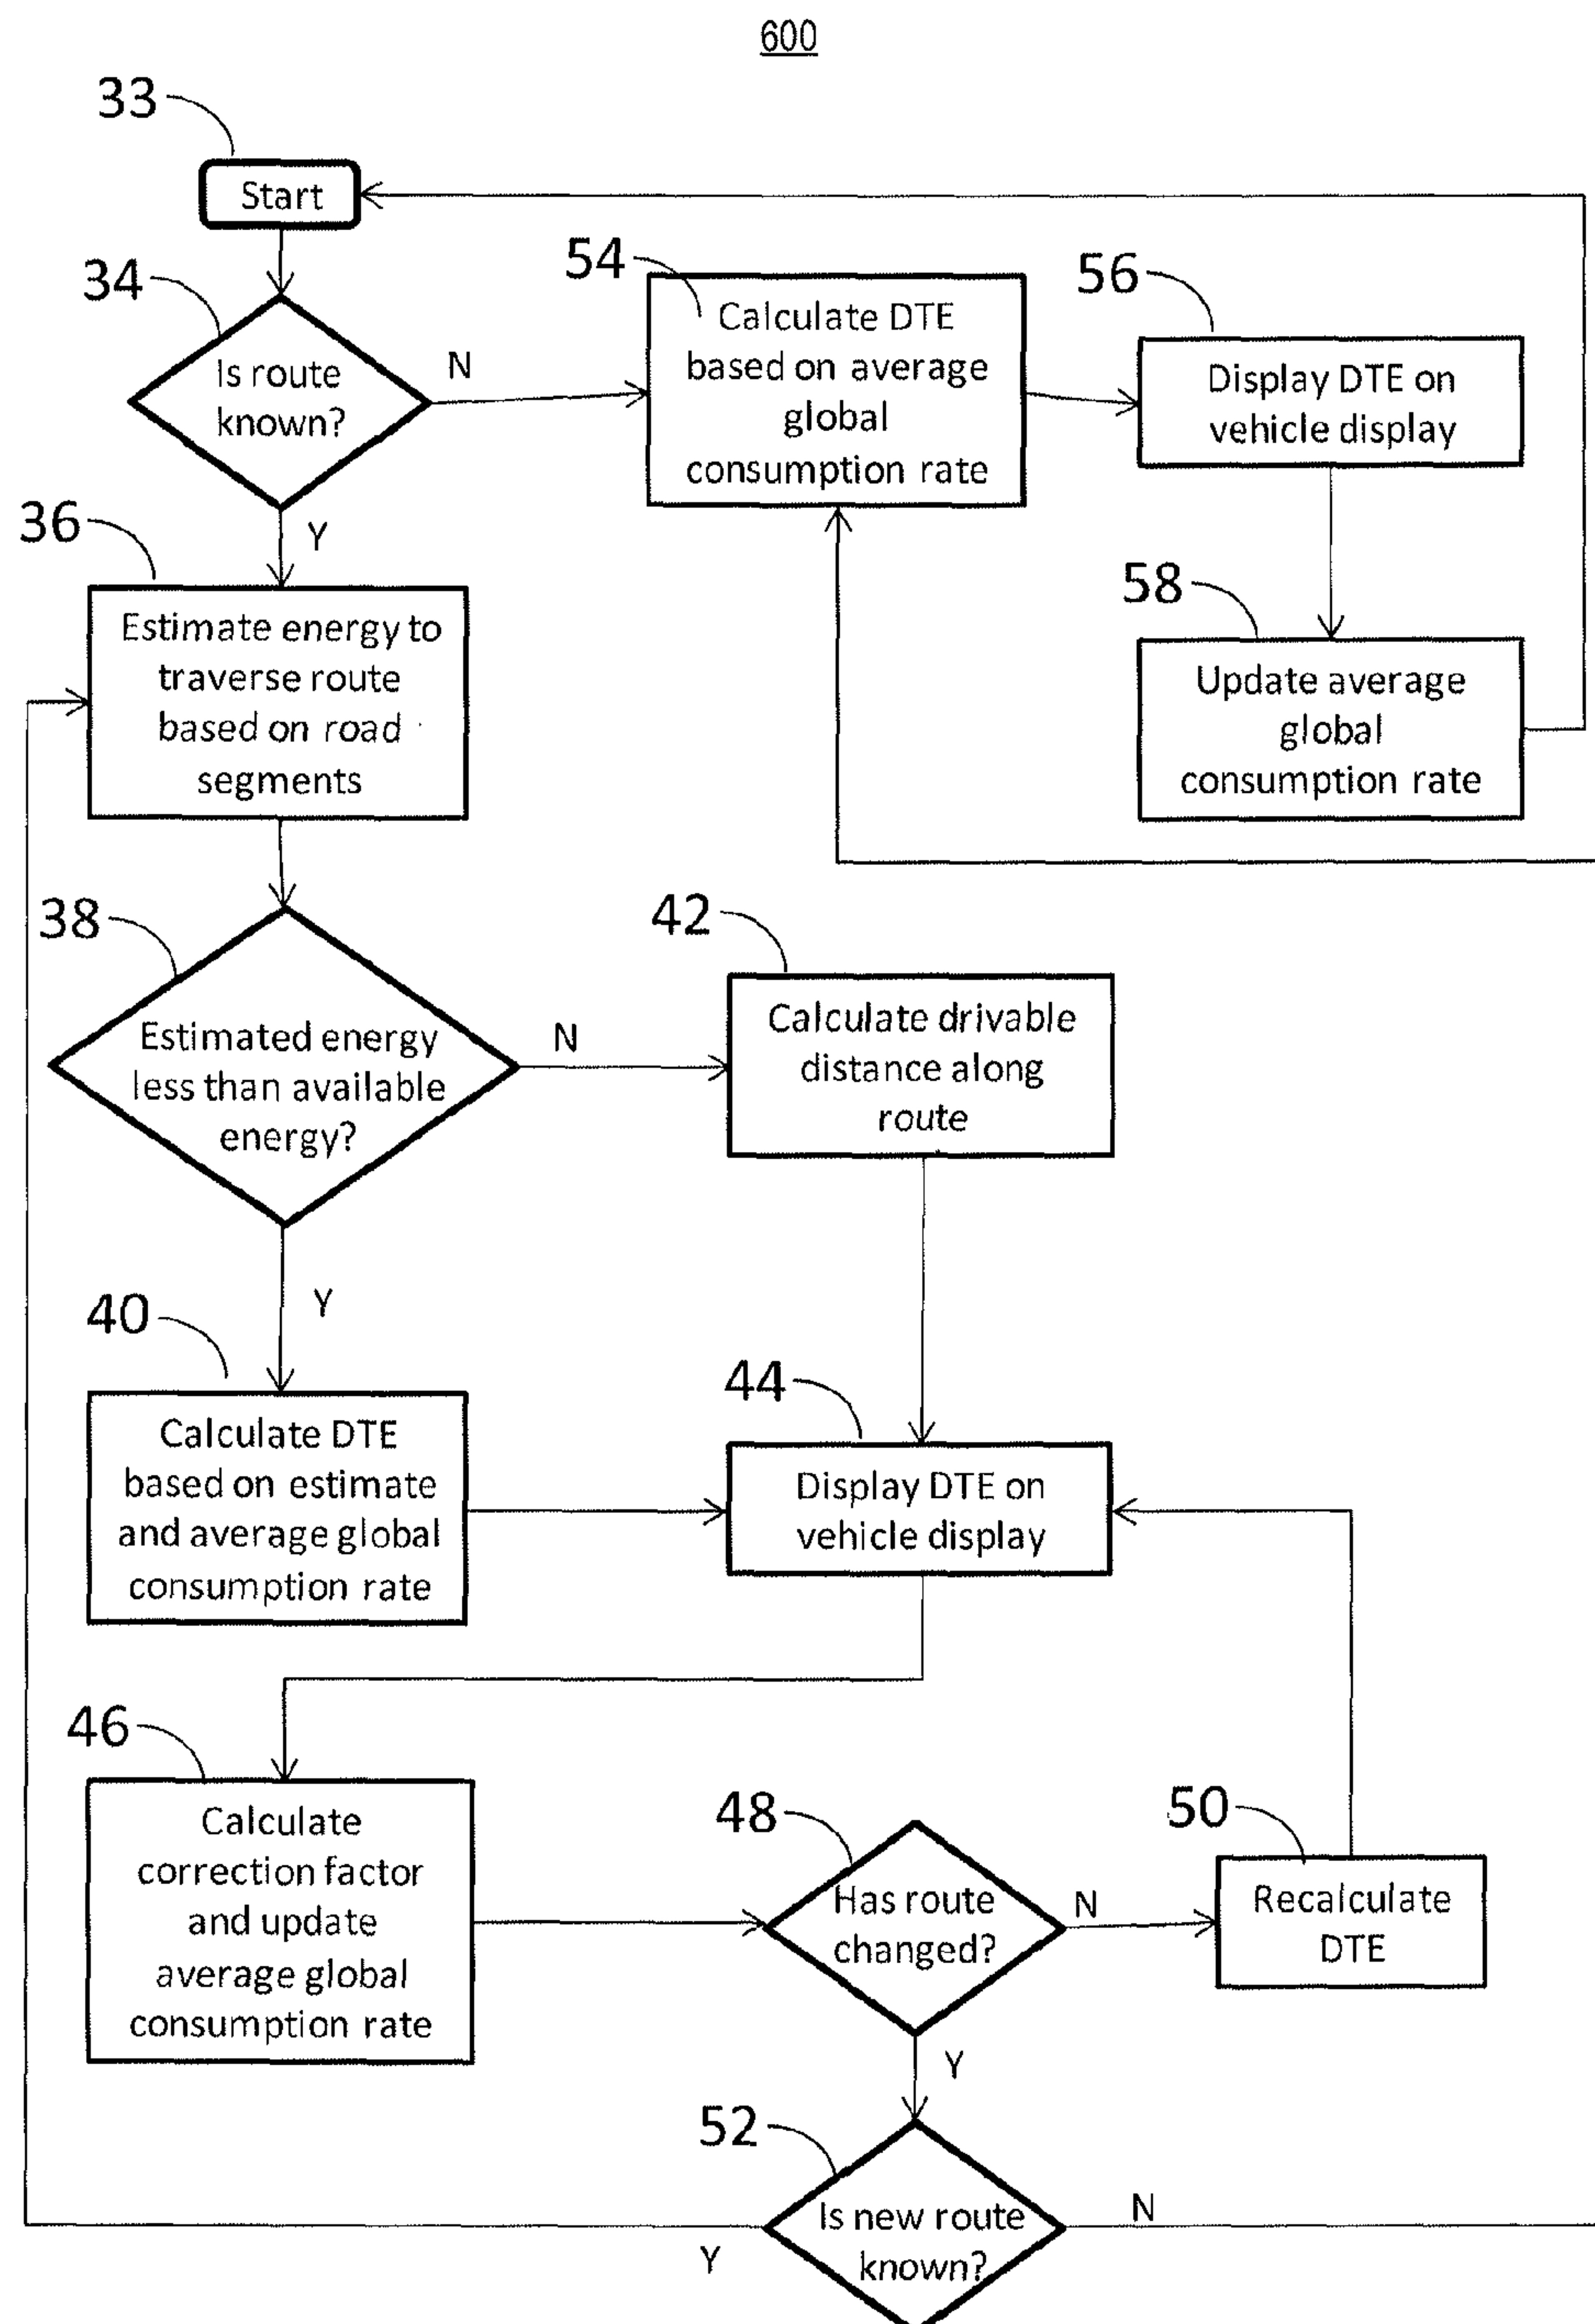 600
33
Start
34
Is route
known?
N
Y
54
Calculate DTE
based on average
global
consumption rate
56
Display DTE on
vehicle display
58
Update average
global
consumption rate
36
Estimate energy to
traverse route
based on road
segments
38
Estimated energy
less than available
energy?
N
Y
42
Calculate drivable
distance along
route
40
Calculate DTE
based on estimate
and average global
consumption rate
44
Display DTE on
vehicle display
46
Calculate
correction factor
and update
average global
consumption rate
48
Has route
changed?
N
Y
50
Recalculate
DTE
52
Is new route
known?
Y
N